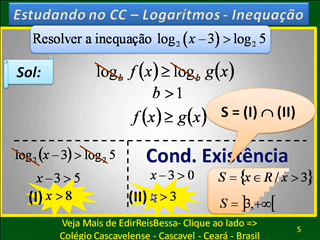 Estudando no CC – Logarítmos - Inequação
Resolver a inequação log₂(x−3) > log₂ 5
Sol:
log_b f(x) ≥ log_b g(x)
b > 1
f(x) ≥ g(x)
S = (I) ∩ (II)
log₂(x−3) > log₂ 5
x−3 > 5
(I) x > 8
Cond. Existência
x−3 > 0
(II) x > 3
S = {x ∈ R / x > 3}
S = ]3,+∞[
Veja Mais de EdirReisBessa- Clique ao lado =>
Colégio Cascavelense - Cascavel - Ceará - Brasil
5